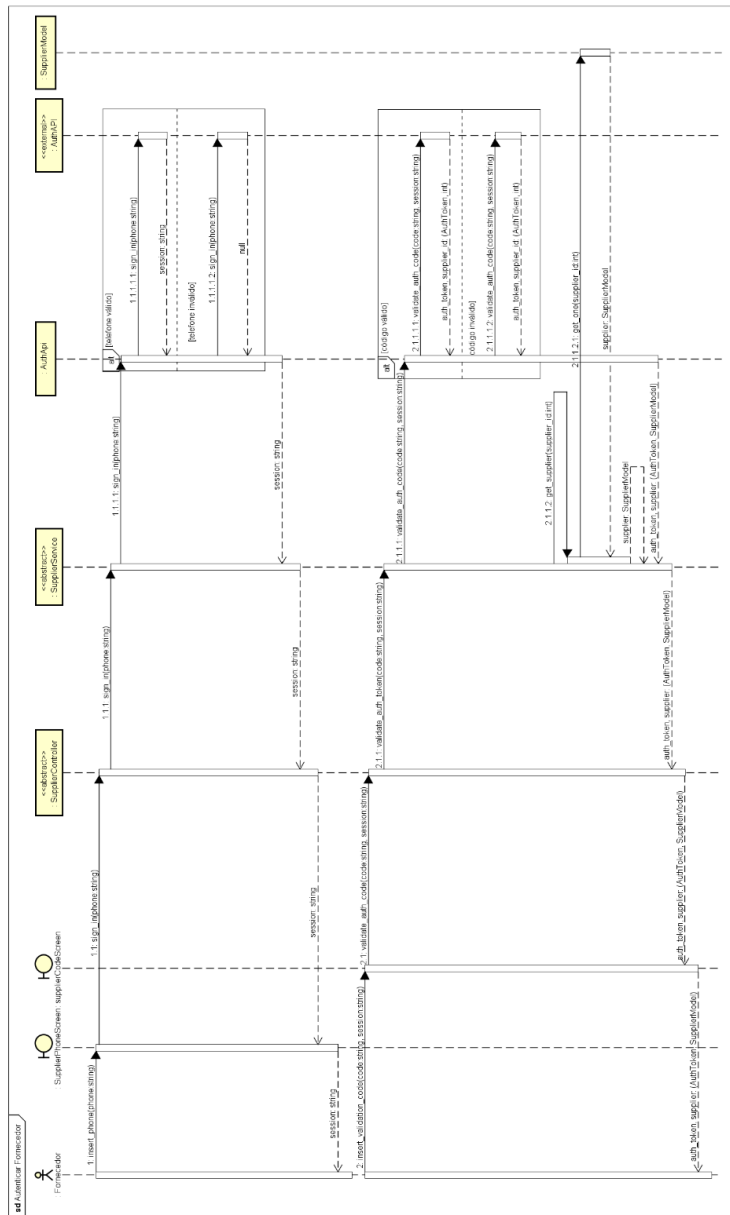 sd Autenticar Fornecedor
Fornecedor
SupplierPhoneScreen
: supplierCodeScreen
<<abstract>>
: SupplierController
<<abstract>>
: SupplierService
: AuthApi
<<externs>>
: AuthAPI
: SupplierModel
1: insert_phone(phone:string)
1.1: sign_in(phone:string)
1.1.1: sign_in(phone:string)
1.1.1.1: sign_in(phone:string)
alt
[telefone válido]
1.1.1.1.1: sign_in(phone:string)
session: string
[telefone inválido]
1.1.1.1.2: sign_in(phone:string)
null
session: string
session: string
session: string
session: string
2: insert_validation_code(code:string, session:string)
2.1: validate_auth_code(code:string, session:string)
2.1.1: validate_auth_token(code:string, session:string)
2.1.1.1: validate_auth_code(code:string, session:string)
alt
[código válido]
2.1.1.1.1: validate_auth_code(code:string, session:string)
auth_token, supplier_id: (AuthToken, int)
[código inválido]
2.1.1.1.2: validate_auth_code(code:string, session:string)
auth_token, supplier_id: (AuthToken, int)
2.1.1.2: get_supplier(supplier_id:int)
2.1.1.2.1: get_one(supplier_id:int)
supplier: SupplierModel
supplier: SupplierModel
auth_token, supplier: (AuthToken, SupplierModel)
auth_token, supplier: (AuthToken, SupplierModel)
auth_token, supplier: (AuthToken, SupplierModel)
auth_token, supplier: (AuthToken, SupplierModel)